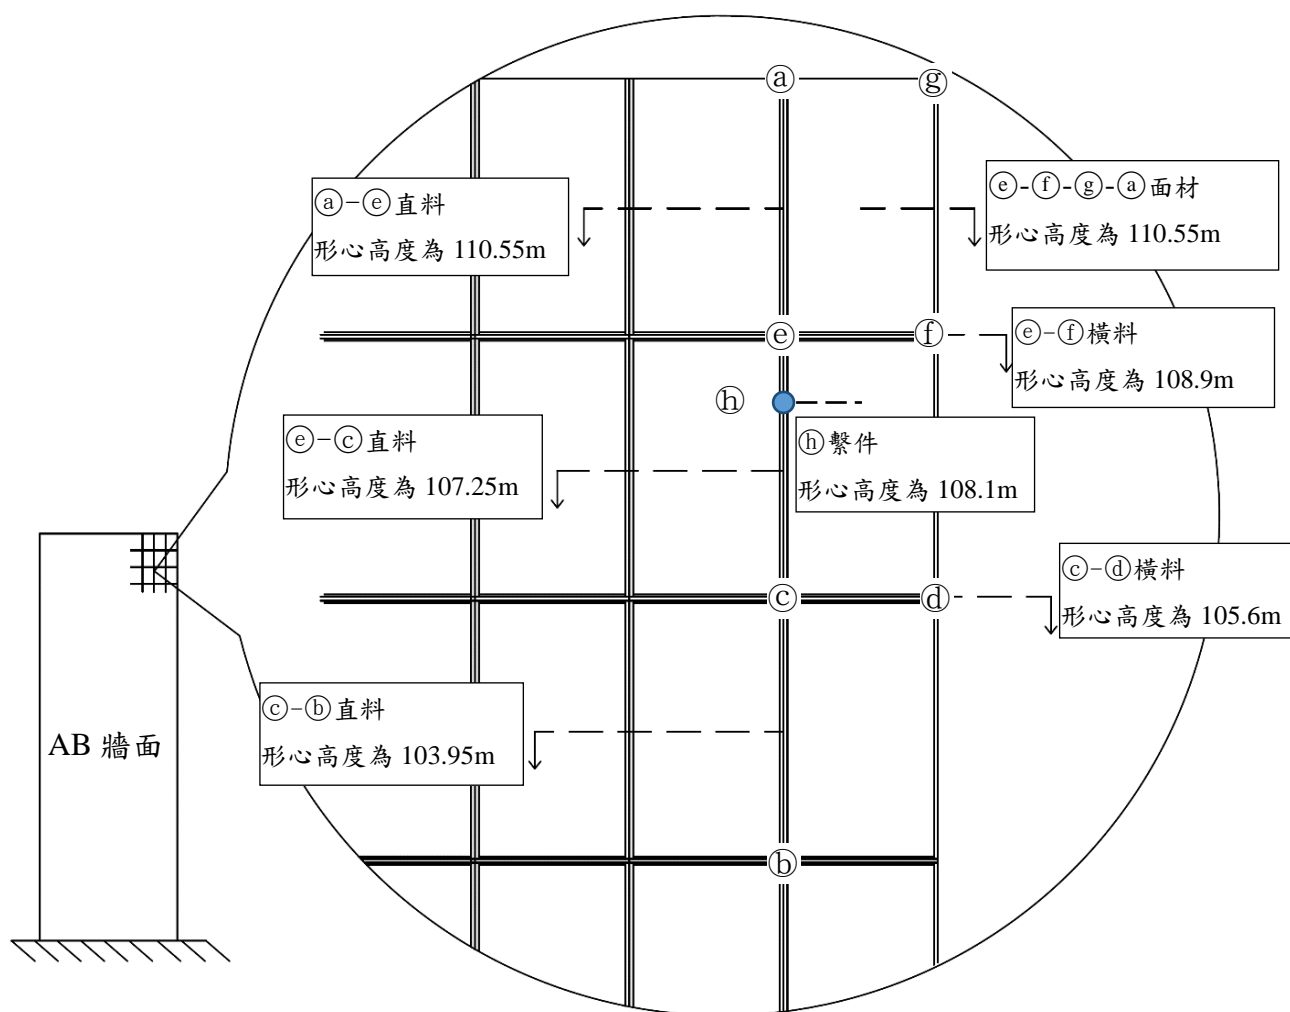 ⓐ
ⓖ
ⓐ-ⓔ直料
形心高度為 110.55m
ⓔ-ⓕ-ⓖ-ⓐ面材
形心高度為 110.55m
ⓔ
ⓕ
ⓔ-ⓕ橫料
形心高度為 108.9m
ⓗ
ⓔ-ⓒ直料
形心高度為 107.25m
ⓗ繫件
形心高度為 108.1m
ⓒ
ⓓ
ⓒ-ⓓ橫料
形心高度為 105.6m
ⓒ-ⓑ直料
形心高度為 103.95m
AB 牆面
ⓑ